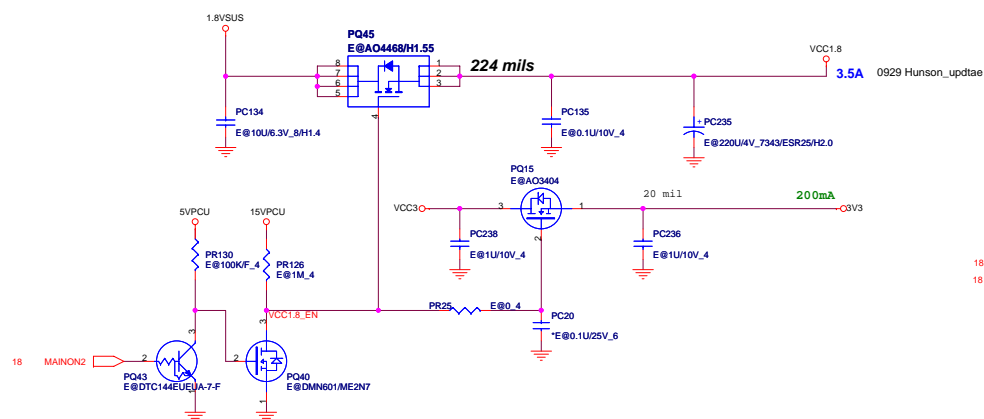 1.8VSUS
PQ45
E@AO4468/H1.55
224 mils
VCC1.8
3.5A
0929 Hunson_updtae
8
7
6
5
1
2
3
4
PC134
E@10U/6.3V_8/H1.4
PC135
E@0.1U/10V_4
+
PC235
E@220U/4V_7343/ESR25/H2.0
PQ15
E@AO3404
20 mil
200mA
VCC3
3
1
3V3
2
PC238
E@1U/10V_4
PC236
E@1U/10V_4
5VPCU
15VPCU
PR130
E@100K/F_4
PR126
E@1M_4
18
18
PR25
E@0_4
VCC1.8_EN
PC20
*E@0.1U/25V_6
3
3
18
MAINON2
2
2
PQ43
E@DTC144EUEUA-7-F
PQ40
E@DMN601/ME2N7
1
1